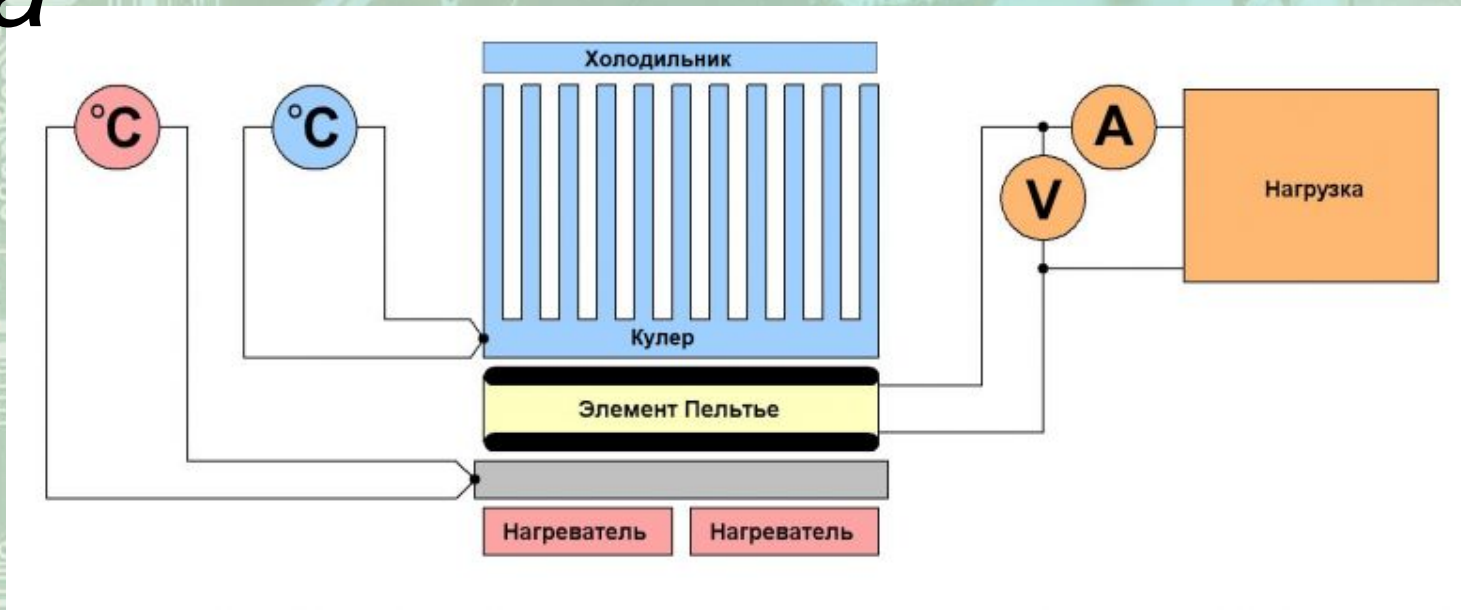 а
Холодильник
°C
°C
A
V
Нагрузка
Кулер
Элемент Пельтье
Нагреватель
Нагреватель